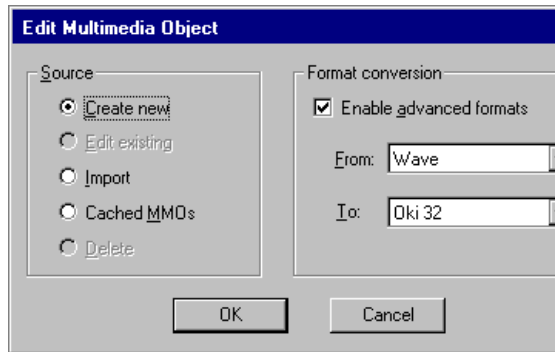 Edit Multimedia Object
Source
Create new
Edit existing
Import
Cached MMOs
Delete
Format conversion
Enable advanced formats
From: Wave
To: Oki 32
OK Cancel